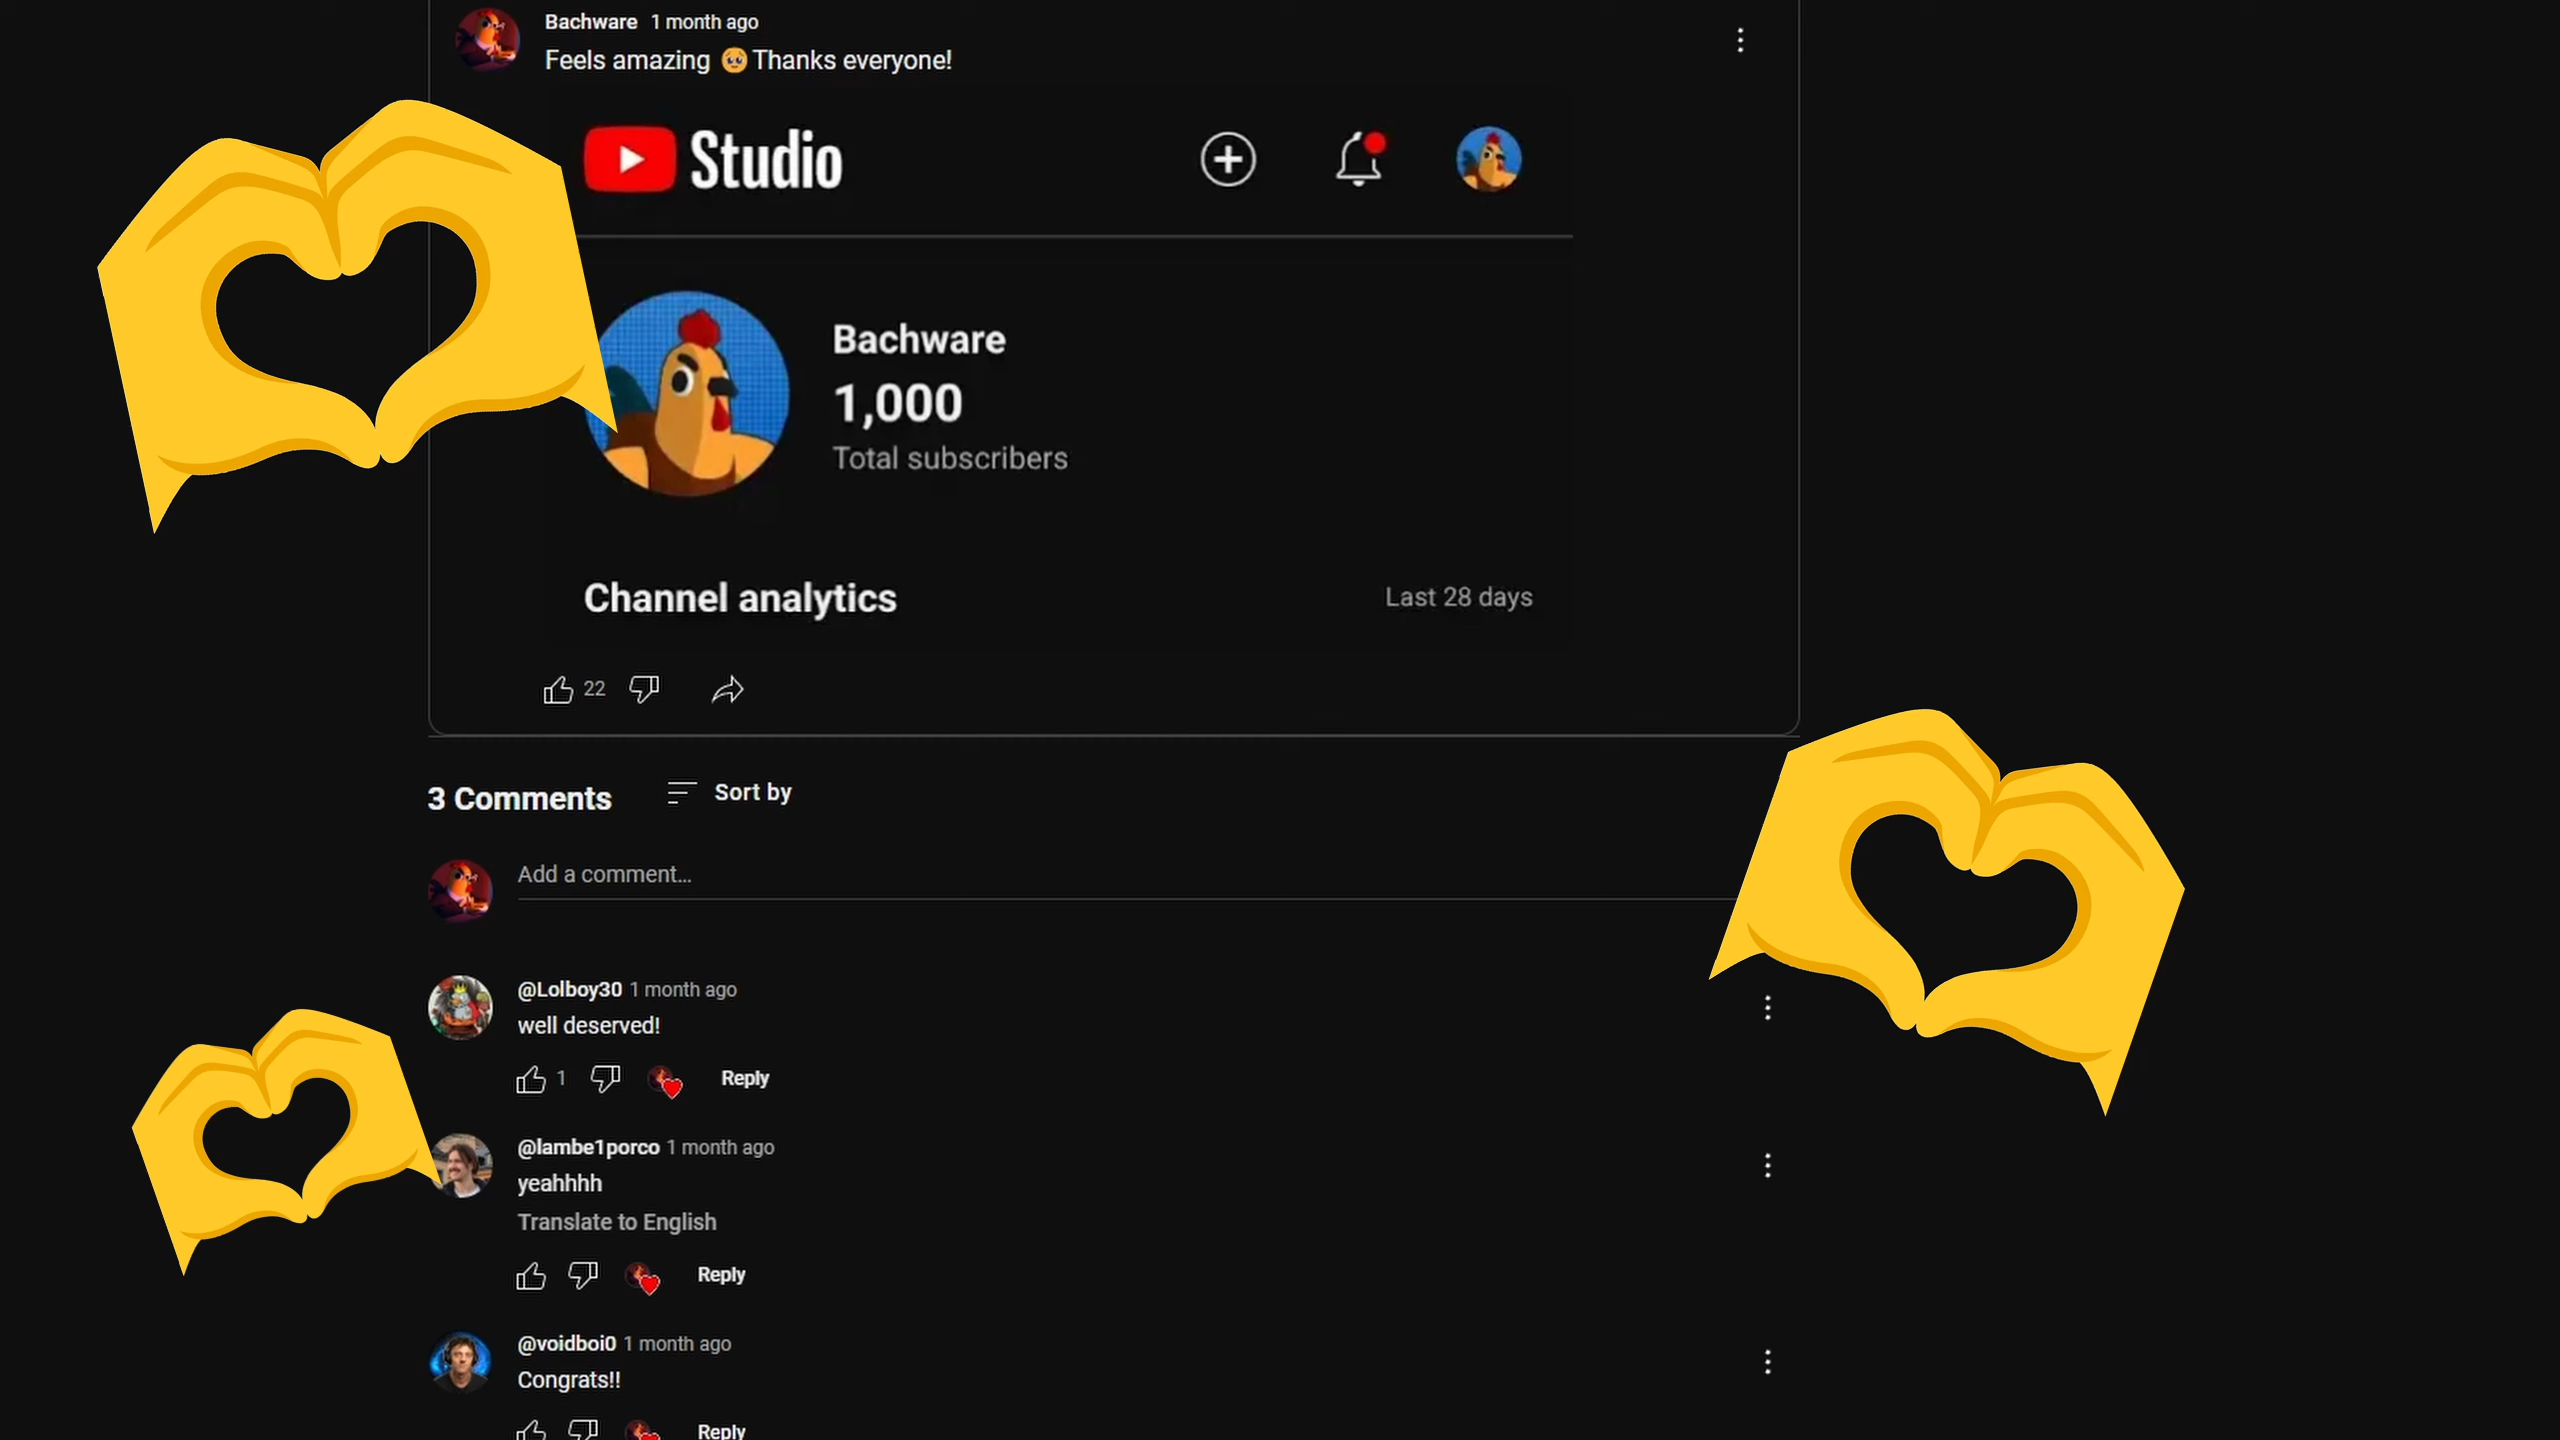 Bachware 1 month ago
Feels amazing 🥹Thanks everyone!
Studio
Bachware
1,000
Total subscribers
Channel analytics
Last 28 days
22
3 Comments
Sort by
Add a comment...
@Lolboy30 1 month ago
well deserved!
1
Reply
@lambe1porco 1 month ago
yeahhhh
Translate to English
Reply
@voidboi0 1 month ago
Congrats!!
Reply